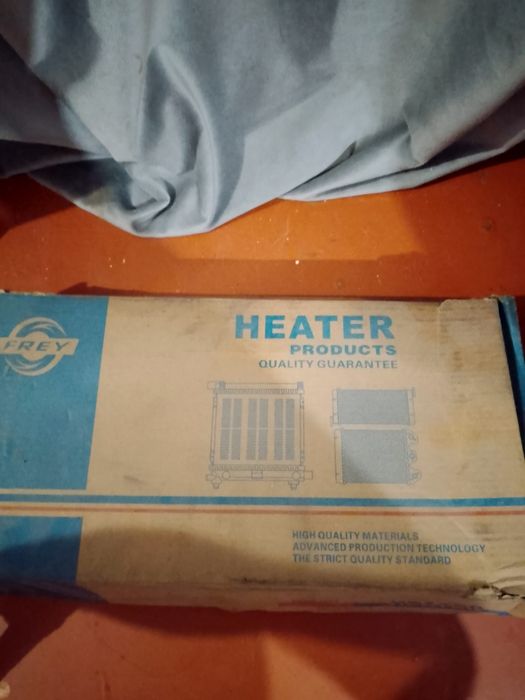 FREY
HEATER
PRODUCTS
QUALITY GUARANTEE
HIGH QUALITY MATERIALS
ADVANCED PRODUCTION TECHNOLOGY
THE STRICT QUALITY STANDARD